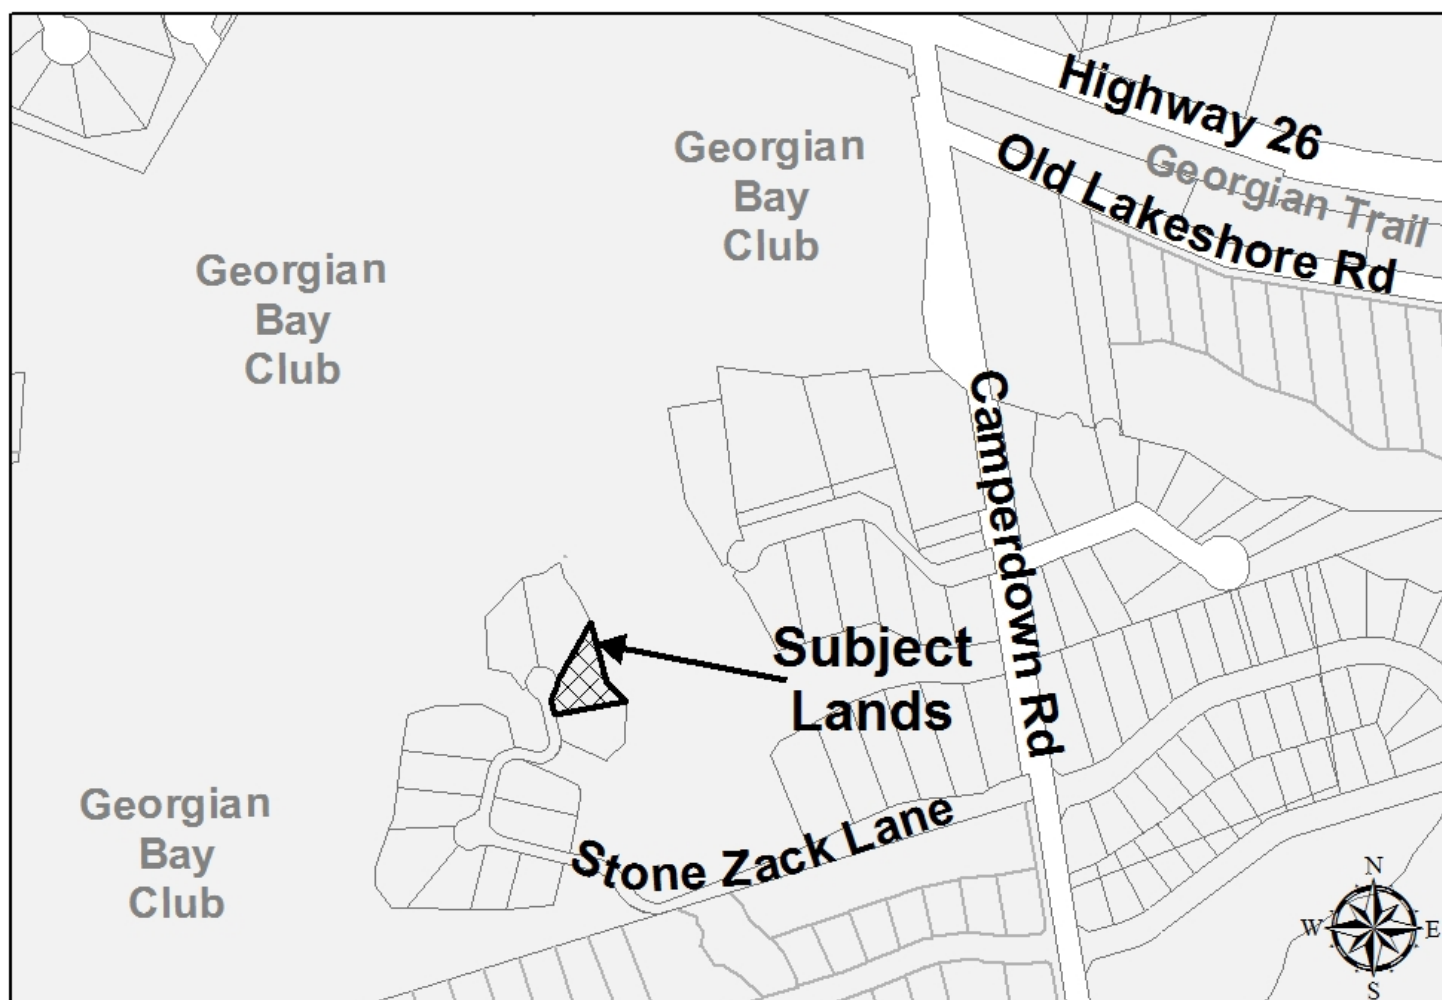 Highway 26
Georgian Trail
Old Lakeshore Rd
Georgian
Bay
Club
Georgian
Bay
Club
Camperdown Rd
Subject
Lands
Georgian
Bay
Club
Stone Zack Lane
N
W
E
S